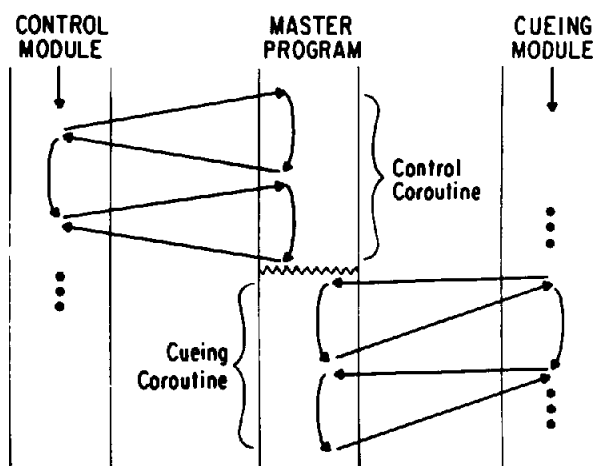 CONTROL
MODULE
MASTER
PROGRAM
CUEING
MODULE
Control
Coroutine
Cueing
Coroutine